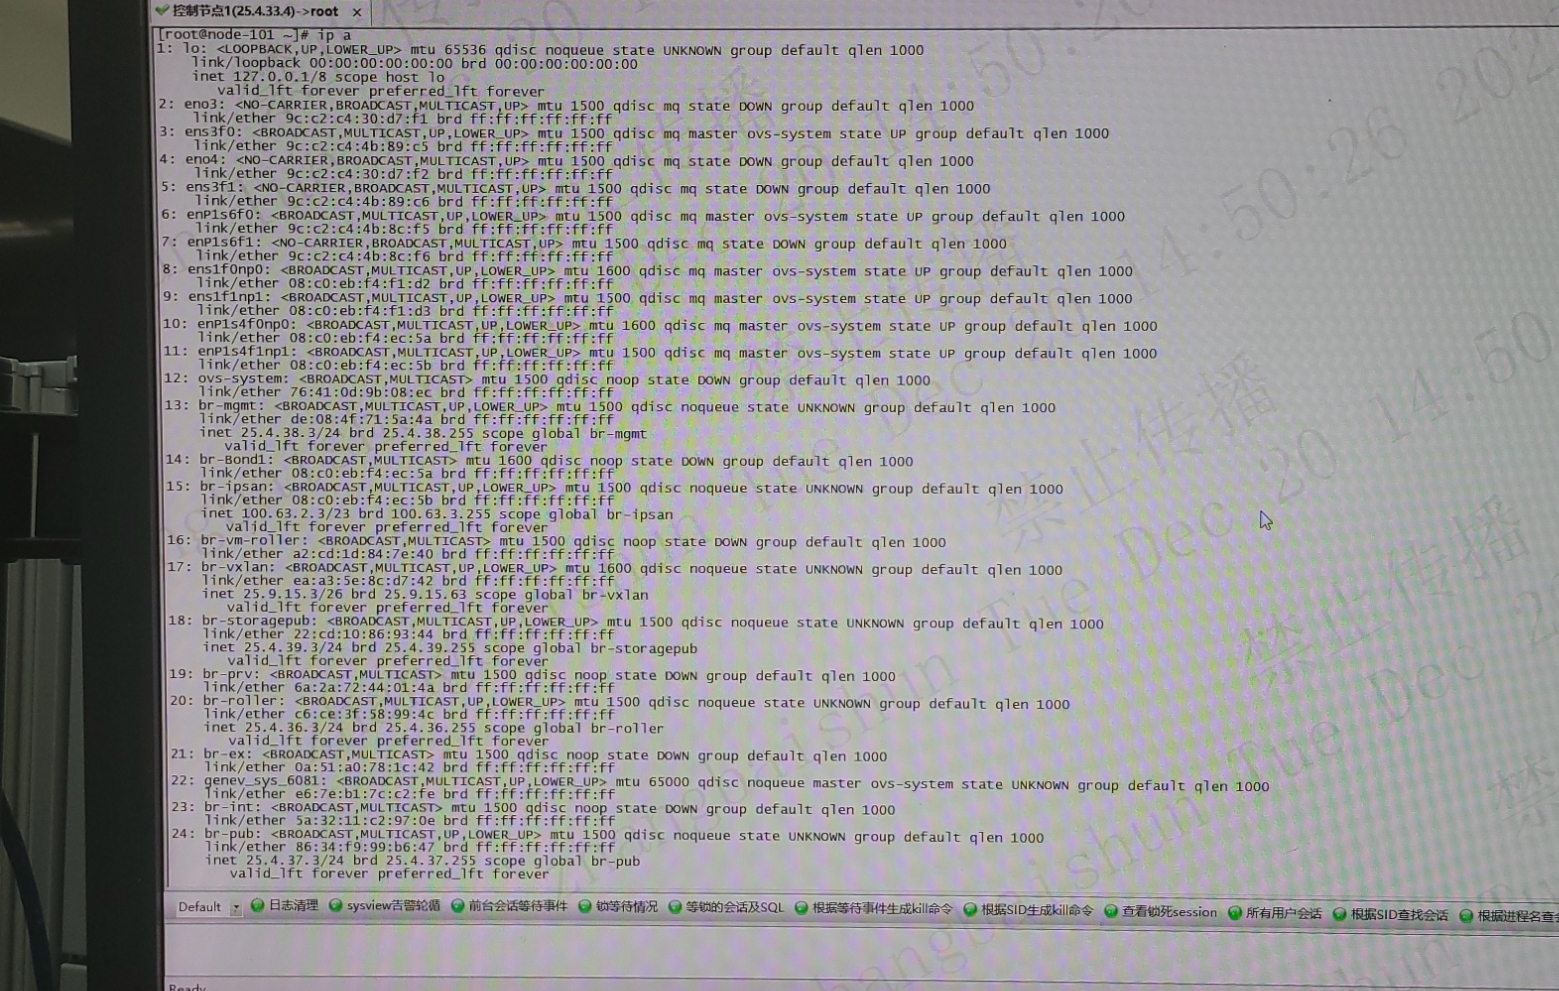 控制节点1(25.4.33.4)->root ×
[root@node-101 ~]# ip a
1: lo: <LOOPBACK,UP,LOWER_UP> mtu 65536 qdisc noqueue state UNKNOWN group default qlen 1000
link/loopback 00:00:00:00:00:00 brd 00:00:00:00:00:00
inet 127.0.0.1/8 scope host lo
valid_lft forever preferred_lft forever
2: eno3: <NO-CARRIER,BROADCAST,MULTICAST,UP> mtu 1500 qdisc mq state DOWN group default qlen 1000
link/ether 9c:c2:c4:30:d7:f1 brd ff:ff:ff:ff:ff:ff
3: ens3f0: <BROADCAST,MULTICAST,UP,LOWER_UP> mtu 1500 qdisc mq master ovs-system state UP group default qlen 1000
link/ether 9c:c2:c4:4b:89:c5 brd ff:ff:ff:ff:ff:ff
4: eno4: <NO-CARRIER,BROADCAST,MULTICAST,UP> mtu 1500 qdisc mq state DOWN group default qlen 1000
link/ether 9c:c2:c4:30:d7:f2 brd ff:ff:ff:ff:ff:ff
5: ens3f1: <NO-CARRIER,BROADCAST,MULTICAST,UP> mtu 1500 qdisc mq state DOWN group default qlen 1000
link/ether 9c:c2:c4:4b:89:c6 brd ff:ff:ff:ff:ff:ff
6: enP1s6f0: <BROADCAST,MULTICAST,UP,LOWER_UP> mtu 1500 qdisc mq master ovs-system state UP group default qlen 1000
link/ether 9c:c2:c4:4b:8c:f5 brd ff:ff:ff:ff:ff:ff
7: enP1s6f1: <NO-CARRIER,BROADCAST,MULTICAST,UP> mtu 1500 qdisc mq state DOWN group default qlen 1000
link/ether 9c:c2:c4:4b:8c:f6 brd ff:ff:ff:ff:ff:ff
8: ens1f0np0: <BROADCAST,MULTICAST,UP,LOWER_UP> mtu 1600 qdisc mq master ovs-system state UP group default qlen 1000
link/ether 08:c0:eb:f4:f1:d2 brd ff:ff:ff:ff:ff:ff
9: ens1f1np1: <BROADCAST,MULTICAST,UP,LOWER_UP> mtu 1500 qdisc mq master ovs-system state UP group default qlen 1000
link/ether 08:c0:eb:f4:f1:d3 brd ff:ff:ff:ff:ff:ff
10: enP1s4f0np0: <BROADCAST,MULTICAST,UP,LOWER_UP> mtu 1600 qdisc mq master ovs-system state UP group default qlen 1000
link/ether 08:c0:eb:f4:ec:5a brd ff:ff:ff:ff:ff:ff
11: enP1s4f1np1: <BROADCAST,MULTICAST,UP,LOWER_UP> mtu 1500 qdisc mq master ovs-system state UP group default qlen 1000
link/ether 08:c0:eb:f4:ec:5b brd ff:ff:ff:ff:ff:ff
12: ovs-system: <BROADCAST,MULTICAST> mtu 1500 qdisc noop state DOWN group default qlen 1000
link/ether 76:41:0d:9b:08:ec brd ff:ff:ff:ff:ff:ff
13: br-mgmt: <BROADCAST,MULTICAST,UP,LOWER_UP> mtu 1500 qdisc noqueue state UNKNOWN group default qlen 1000
link/ether de:08:4f:71:5a:4a brd ff:ff:ff:ff:ff:ff
inet 25.4.38.3/24 brd 25.4.38.255 scope global br-mgmt
valid_lft forever preferred_lft forever
14: br-Bond1: <BROADCAST,MULTICAST> mtu 1600 qdisc noop state DOWN group default qlen 1000
link/ether 08:c0:eb:f4:ec:5a brd ff:ff:ff:ff:ff:ff
15: br-ipsan: <BROADCAST,MULTICAST,UP,LOWER_UP> mtu 1500 qdisc noqueue state UNKNOWN group default qlen 1000
link/ether 08:c0:eb:f4:ec:5b brd ff:ff:ff:ff:ff:ff
inet 100.63.2.3/23 brd 100.63.3.255 scope global br-ipsan
valid_lft forever preferred_lft forever
16: br-vm-roller: <BROADCAST,MULTICAST> mtu 1500 qdisc noop state DOWN group default qlen 1000
link/ether a2:cd:1d:84:7e:40 brd ff:ff:ff:ff:ff:ff
17: br-vxlan: <BROADCAST,MULTICAST,UP,LOWER_UP> mtu 1600 qdisc noqueue state UNKNOWN group default qlen 1000
link/ether ea:a3:5e:8c:d7:42 brd ff:ff:ff:ff:ff:ff
inet 25.9.15.3/26 brd 25.9.15.63 scope global br-vxlan
valid_lft forever preferred_lft forever
18: br-storagepub: <BROADCAST,MULTICAST,UP,LOWER_UP> mtu 1500 qdisc noqueue state UNKNOWN group default qlen 1000
link/ether 22:cd:10:86:93:44 brd ff:ff:ff:ff:ff:ff
inet 25.4.39.3/24 brd 25.4.39.255 scope global br-storagepub
valid_lft forever preferred_lft forever
19: br-prv: <BROADCAST,MULTICAST> mtu 1500 qdisc noop state DOWN group default qlen 1000
link/ether 6a:2a:72:44:01:4a brd ff:ff:ff:ff:ff:ff
20: br-roller: <BROADCAST,MULTICAST,UP,LOWER_UP> mtu 1500 qdisc noqueue state UNKNOWN group default qlen 1000
link/ether c6:ce:3f:58:99:4c brd ff:ff:ff:ff:ff:ff
inet 25.4.36.3/24 brd 25.4.36.255 scope global br-roller
valid_lft forever preferred_lft forever
21: br-ex: <BROADCAST,MULTICAST> mtu 1500 qdisc noop state DOWN group default qlen 1000
link/ether 0a:51:a0:78:1c:42 brd ff:ff:ff:ff:ff:ff
22: genev_sys_6081: <BROADCAST,MULTICAST,UP,LOWER_UP> mtu 65000 qdisc noqueue master ovs-system state UNKNOWN group default qlen 1000
link/ether e6:7e:b1:7c:c2:fe brd ff:ff:ff:ff:ff:ff
23: br-int: <BROADCAST,MULTICAST> mtu 1500 qdisc noop state DOWN group default qlen 1000
link/ether 5a:32:11:c2:97:0e brd ff:ff:ff:ff:ff:ff
24: br-pub: <BROADCAST,MULTICAST,UP,LOWER_UP> mtu 1500 qdisc noqueue state UNKNOWN group default qlen 1000
link/ether 86:34:f9:99:b6:47 brd ff:ff:ff:ff:ff:ff
inet 25.4.37.3/24 brd 25.4.37.255 scope global br-pub
valid_lft forever preferred_lft forever
Default 日志清理 sysview告警轮循 前台会话等待事件 锁等待情况 等锁的会话及SQL 根据等待事件生成kill命令 根据SID生成kill命令 查看锁死session 所有用户会话 根据SID查找会话 根据进程名查会
Ready
禁止传播
Tue Dec 20 14:50:26 202